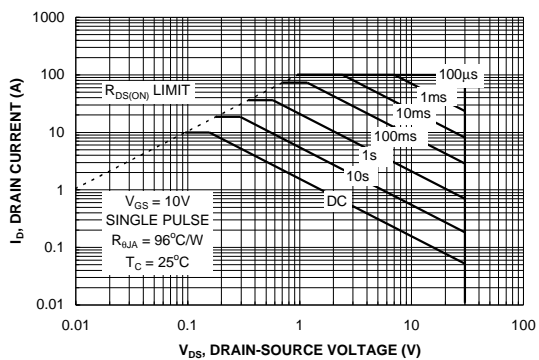 1000
100
10
1
0.1
0.01
I_D, DRAIN CURRENT (A)
R_DS(ON) LIMIT
100µs
1ms
10ms
100ms
1s
10s
DC
V_GS = 10V
SINGLE PULSE
R_θJA = 96°C/W
T_C = 25°C
0.01
0.1
1
10
100
V_DS, DRAIN-SOURCE VOLTAGE (V)